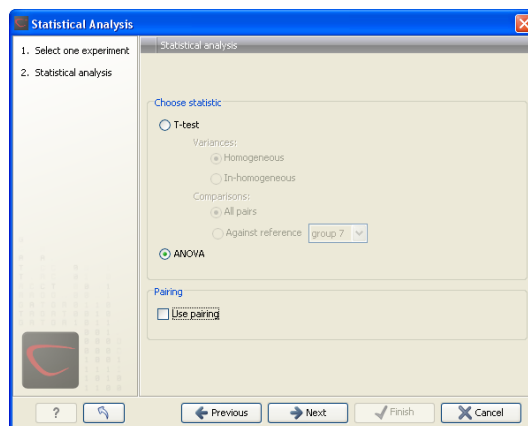 Statistical Analysis
1. Select one experiment
2. Statistical analysis
Statistical analysis
Choose statistic
T-test
Variances:
Homogeneous
In-homogeneous
Comparisons:
All pairs
Against reference group 7
ANOVA
Pairing
Use pairing
? Previous Next Finish Cancel